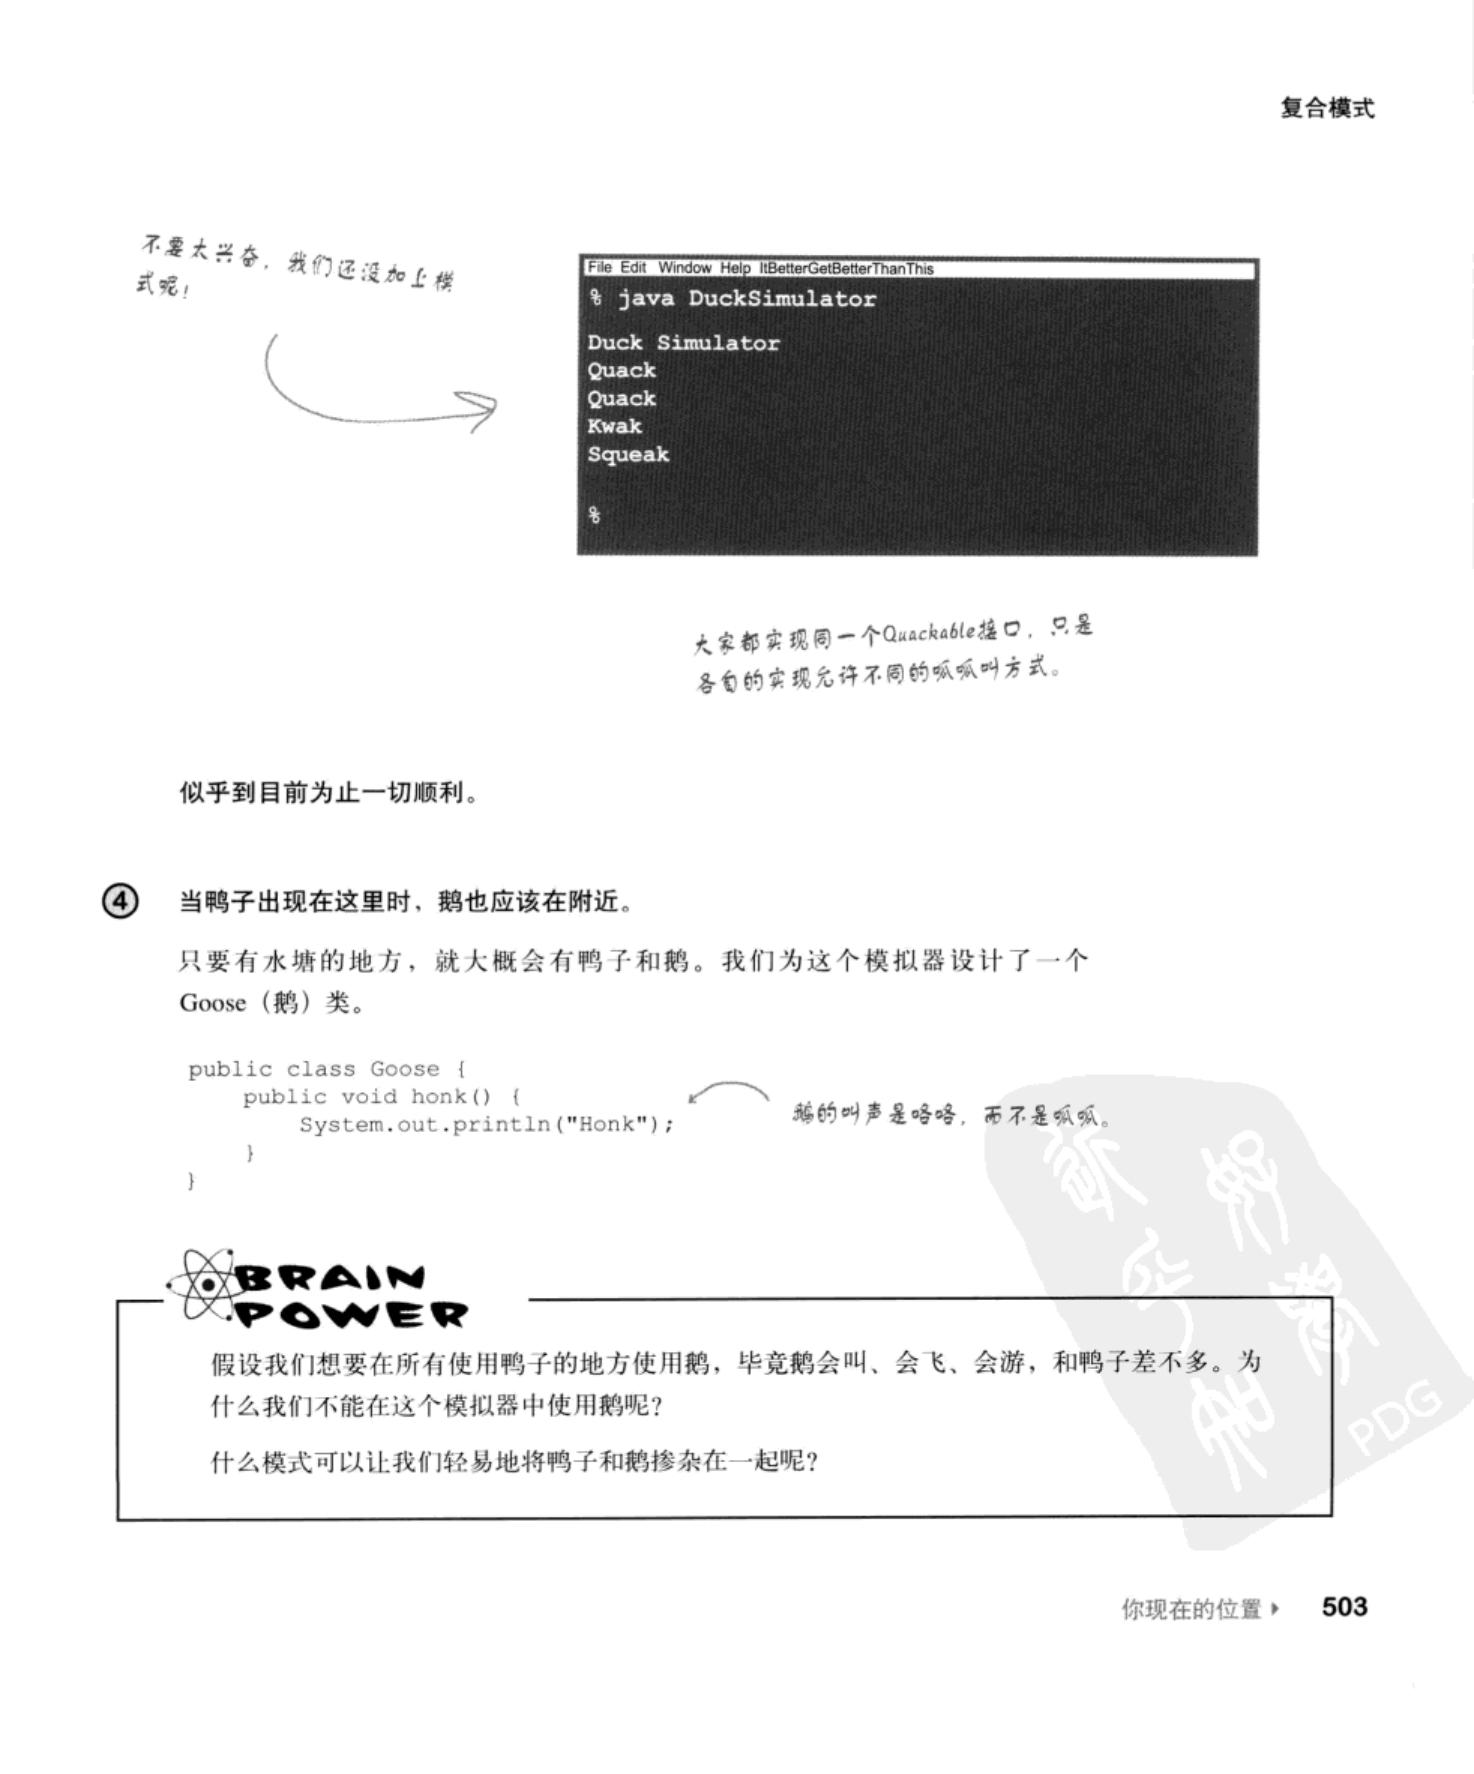 复合模式
不要太兴奋，我们还没加上模
式呢！
File Edit Window Help ItBetterGetBetterThanThis
% java DuckSimulator
Duck Simulator
Quack
Quack
Kwak
Squeak
%
大家都实现同一个Quackable接口，只是
各自的实现允许不同的呱呱叫方式。
似乎到目前为止一切顺利。
4 当鸭子出现在这里时，鹅也应该在附近。
只要有水塘的地方，就大概会有鸭子和鹅。我们为这个模拟器设计了一个
Goose（鹅）类。
public class Goose {
public void honk() {
System.out.println("Honk");
}
}
鹅的叫声是咯咯，而不是呱呱。
BRAIN
POWER
假设我们想要在所有使用鸭子的地方使用鹅，毕竟鹅会叫、会飞、会游，和鸭子差不多。为
什么我们不能在这个模拟器中使用鹅呢？
什么模式可以让我们轻易地将鸭子和鹅掺杂在一起呢？
PDG
你现在的位置 503